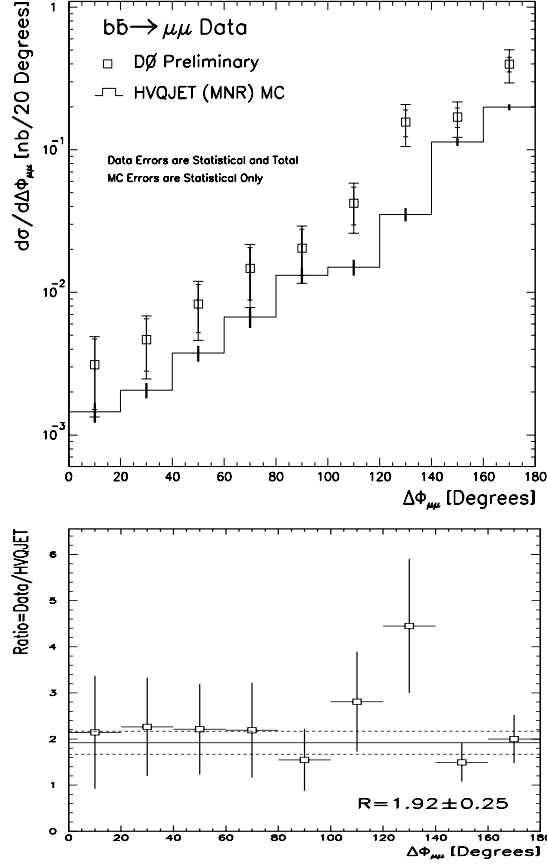 1
bb̄→μμ Data
DØ Preliminary
HVQJET (MNR) MC
Data Errors are Statistical and Total
MC Errors are Statistical Only
dσ/dΔΦμμ [nb/20 Degrees]
10⁻¹
10⁻²
10⁻³
0 20 40 60 80 100 120 140 160 180
ΔΦμμ [Degrees]
Ratio=Data/HVQJET
6
5
4
3
2
1
0
R=1.92±0.25
0 20 40 60 80 100 120 140 160 180
ΔΦμμ [Degrees]